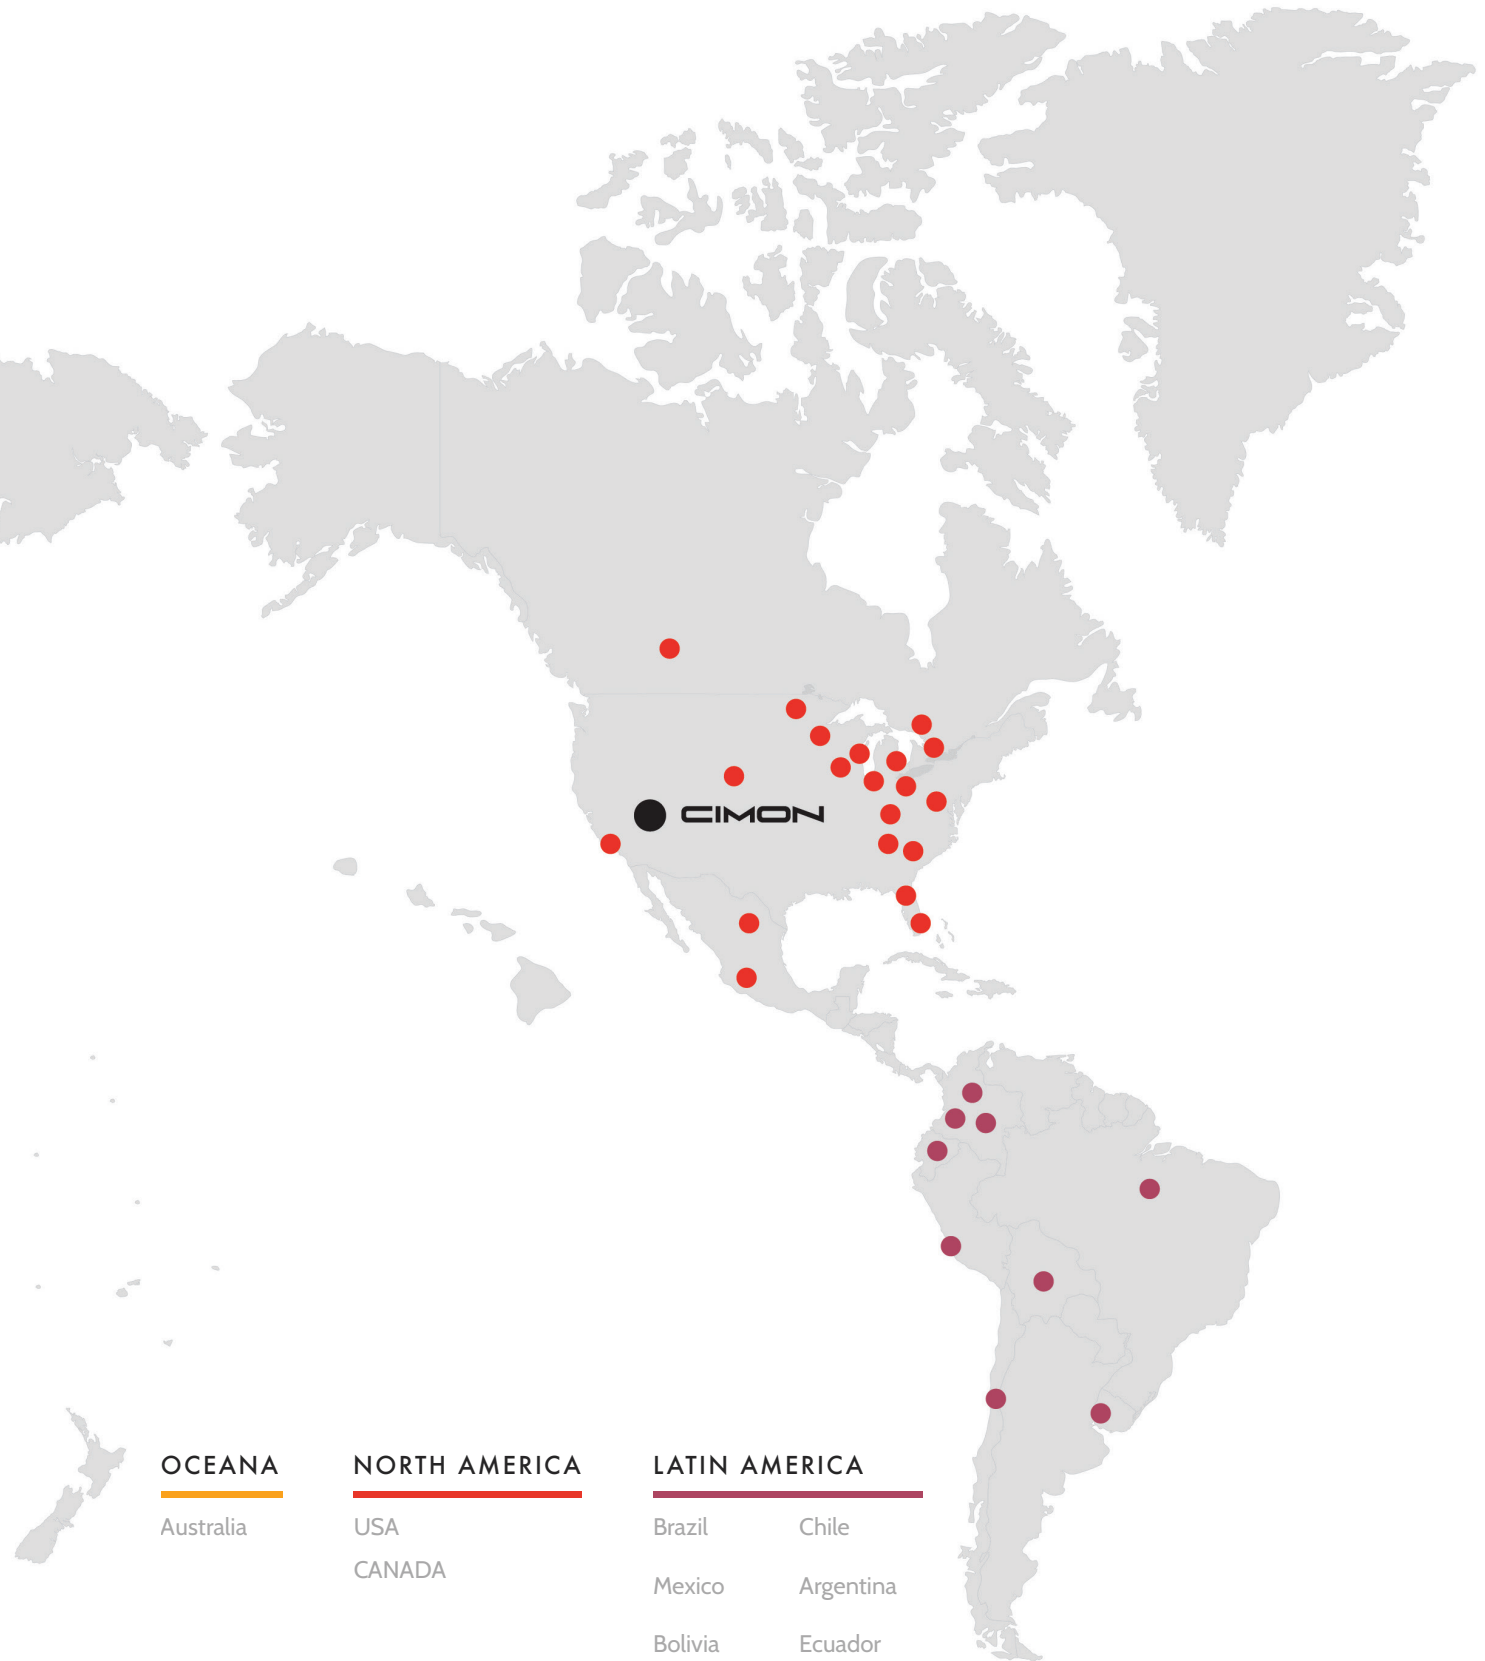 CIMON
OCEANA
Australia
NORTH AMERICA
USA
CANADA
LATIN AMERICA
Brazil Chile
Mexico Argentina
Bolivia Ecuador